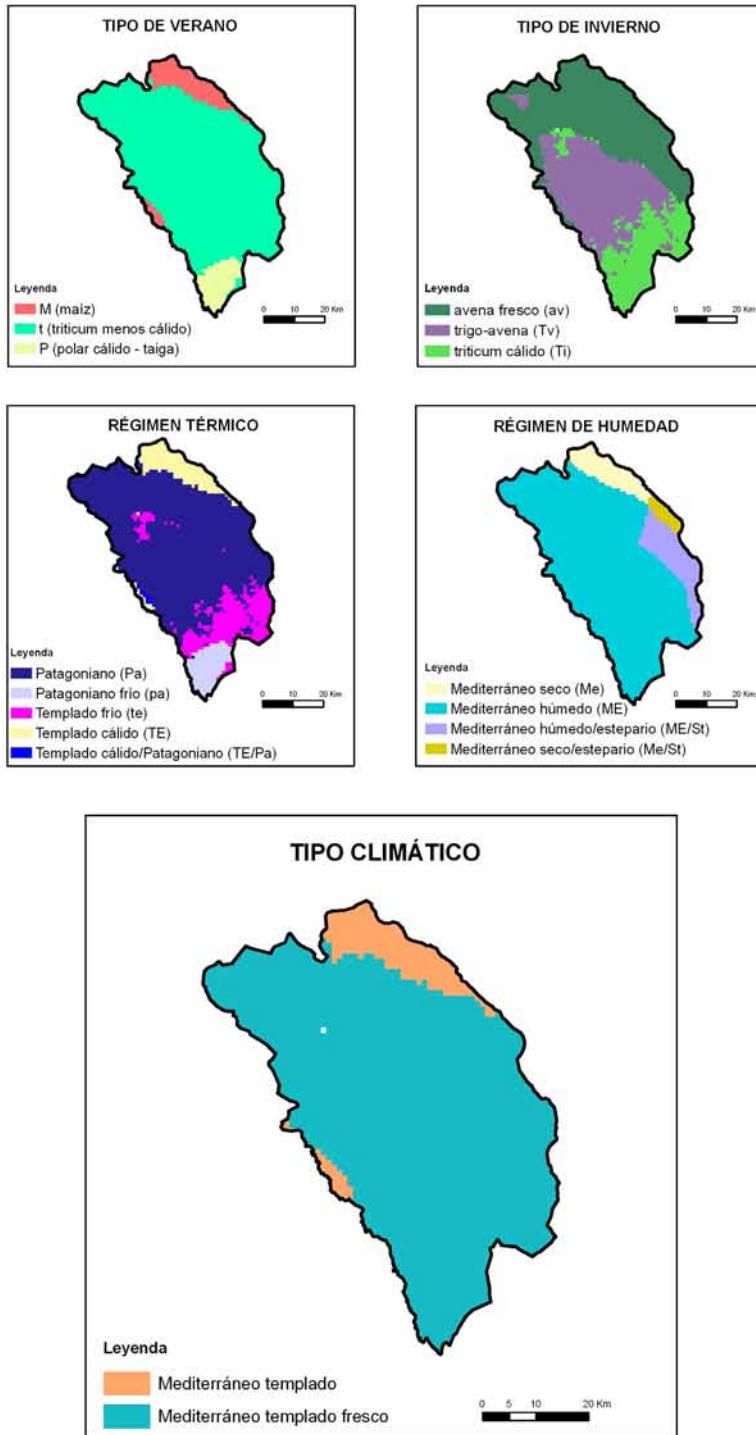 TIPO DE VERANO
Leyenda
M (maíz)
t (triticum menos cálido)
P (polar cálido - taiga)
0 10 20 Km
TIPO DE INVIERNO
Leyenda
avena fresco (av)
trigo-avena (Tv)
triticum cálido (Ti)
0 10 20 Km
RÉGIMEN TÉRMICO
Leyenda
Patagoniano (Pa)
Patagoniano frío (pa)
Templado frío (te)
Templado cálido (TE)
Templado cálido/Patagoniano (TE/Pa)
0 10 20 Km
RÉGIMEN DE HUMEDAD
Leyenda
Mediterráneo seco (Me)
Mediterráneo húmedo (ME)
Mediterráneo húmedo/estepario (ME/St)
Mediterráneo seco/estepario (Me/St)
0 10 20 Km
TIPO CLIMÁTICO
Leyenda
Mediterráneo templado
Mediterráneo templado fresco
0 5 10 20 Km